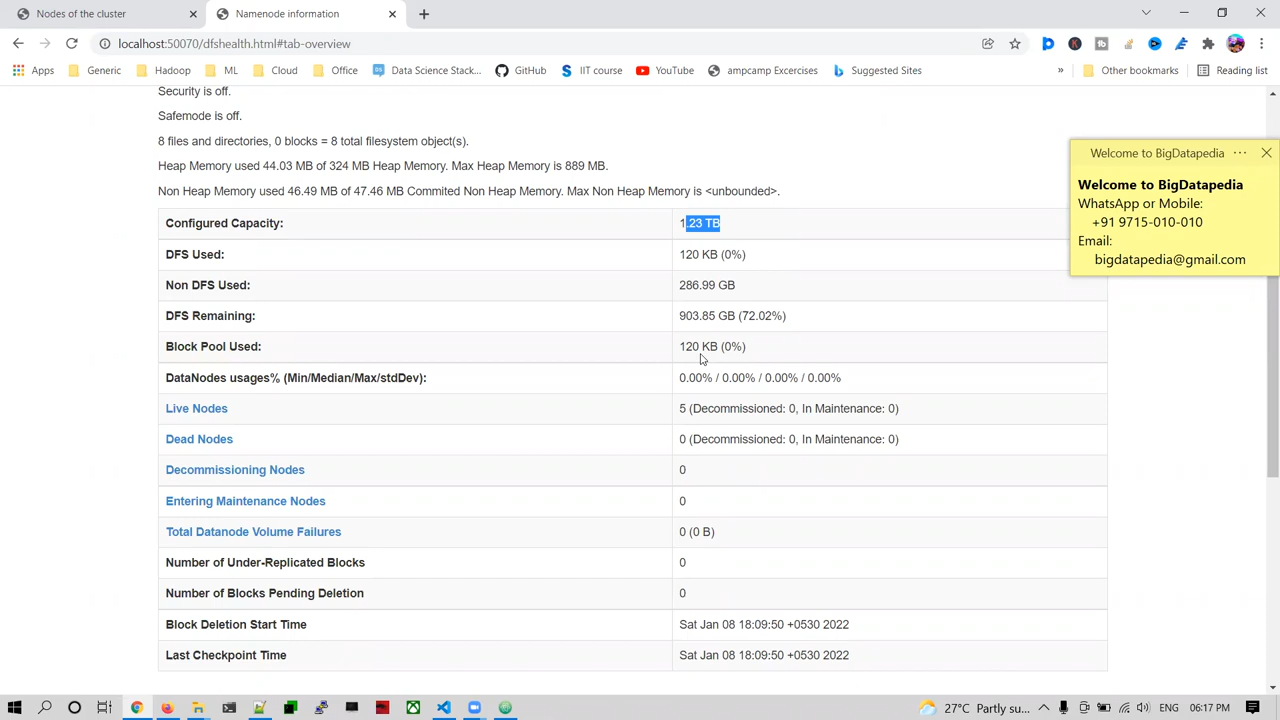 Nodes of the cluster
Namenode information
localhost:50070/dfshealth.html#tab-overview
Apps Generic Hadoop ML Cloud Office Data Science Stack... GitHub IIT course YouTube ampcamp Excercises Suggested Sites » Other bookmarks Reading list
Security is off.
Safemode is off.
8 files and directories, 0 blocks = 8 total filesystem object(s).
Heap Memory used 44.03 MB of 324 MB Heap Memory. Max Heap Memory is 889 MB.
Non Heap Memory used 46.49 MB of 47.46 MB Commited Non Heap Memory. Max Non Heap Memory is <unbounded>.
Configured Capacity: 1.23 TB
DFS Used: 120 KB (0%)
Non DFS Used: 286.99 GB
DFS Remaining: 903.85 GB (72.02%)
Block Pool Used: 120 KB (0%)
DataNodes usages% (Min/Median/Max/stdDev): 0.00% / 0.00% / 0.00% / 0.00%
Live Nodes 5 (Decommissioned: 0, In Maintenance: 0)
Dead Nodes 0 (Decommissioned: 0, In Maintenance: 0)
Decommissioning Nodes 0
Entering Maintenance Nodes 0
Total Datanode Volume Failures 0 (0 B)
Number of Under-Replicated Blocks 0
Number of Blocks Pending Deletion 0
Block Deletion Start Time Sat Jan 08 18:09:50 +0530 2022
Last Checkpoint Time Sat Jan 08 18:09:50 +0530 2022
Welcome to BigDatapedia
Welcome to BigDatapedia
WhatsApp or Mobile:
+91 9715-010-010
Email:
bigdatapedia@gmail.com
27°C Partly su... ENG 06:17 PM